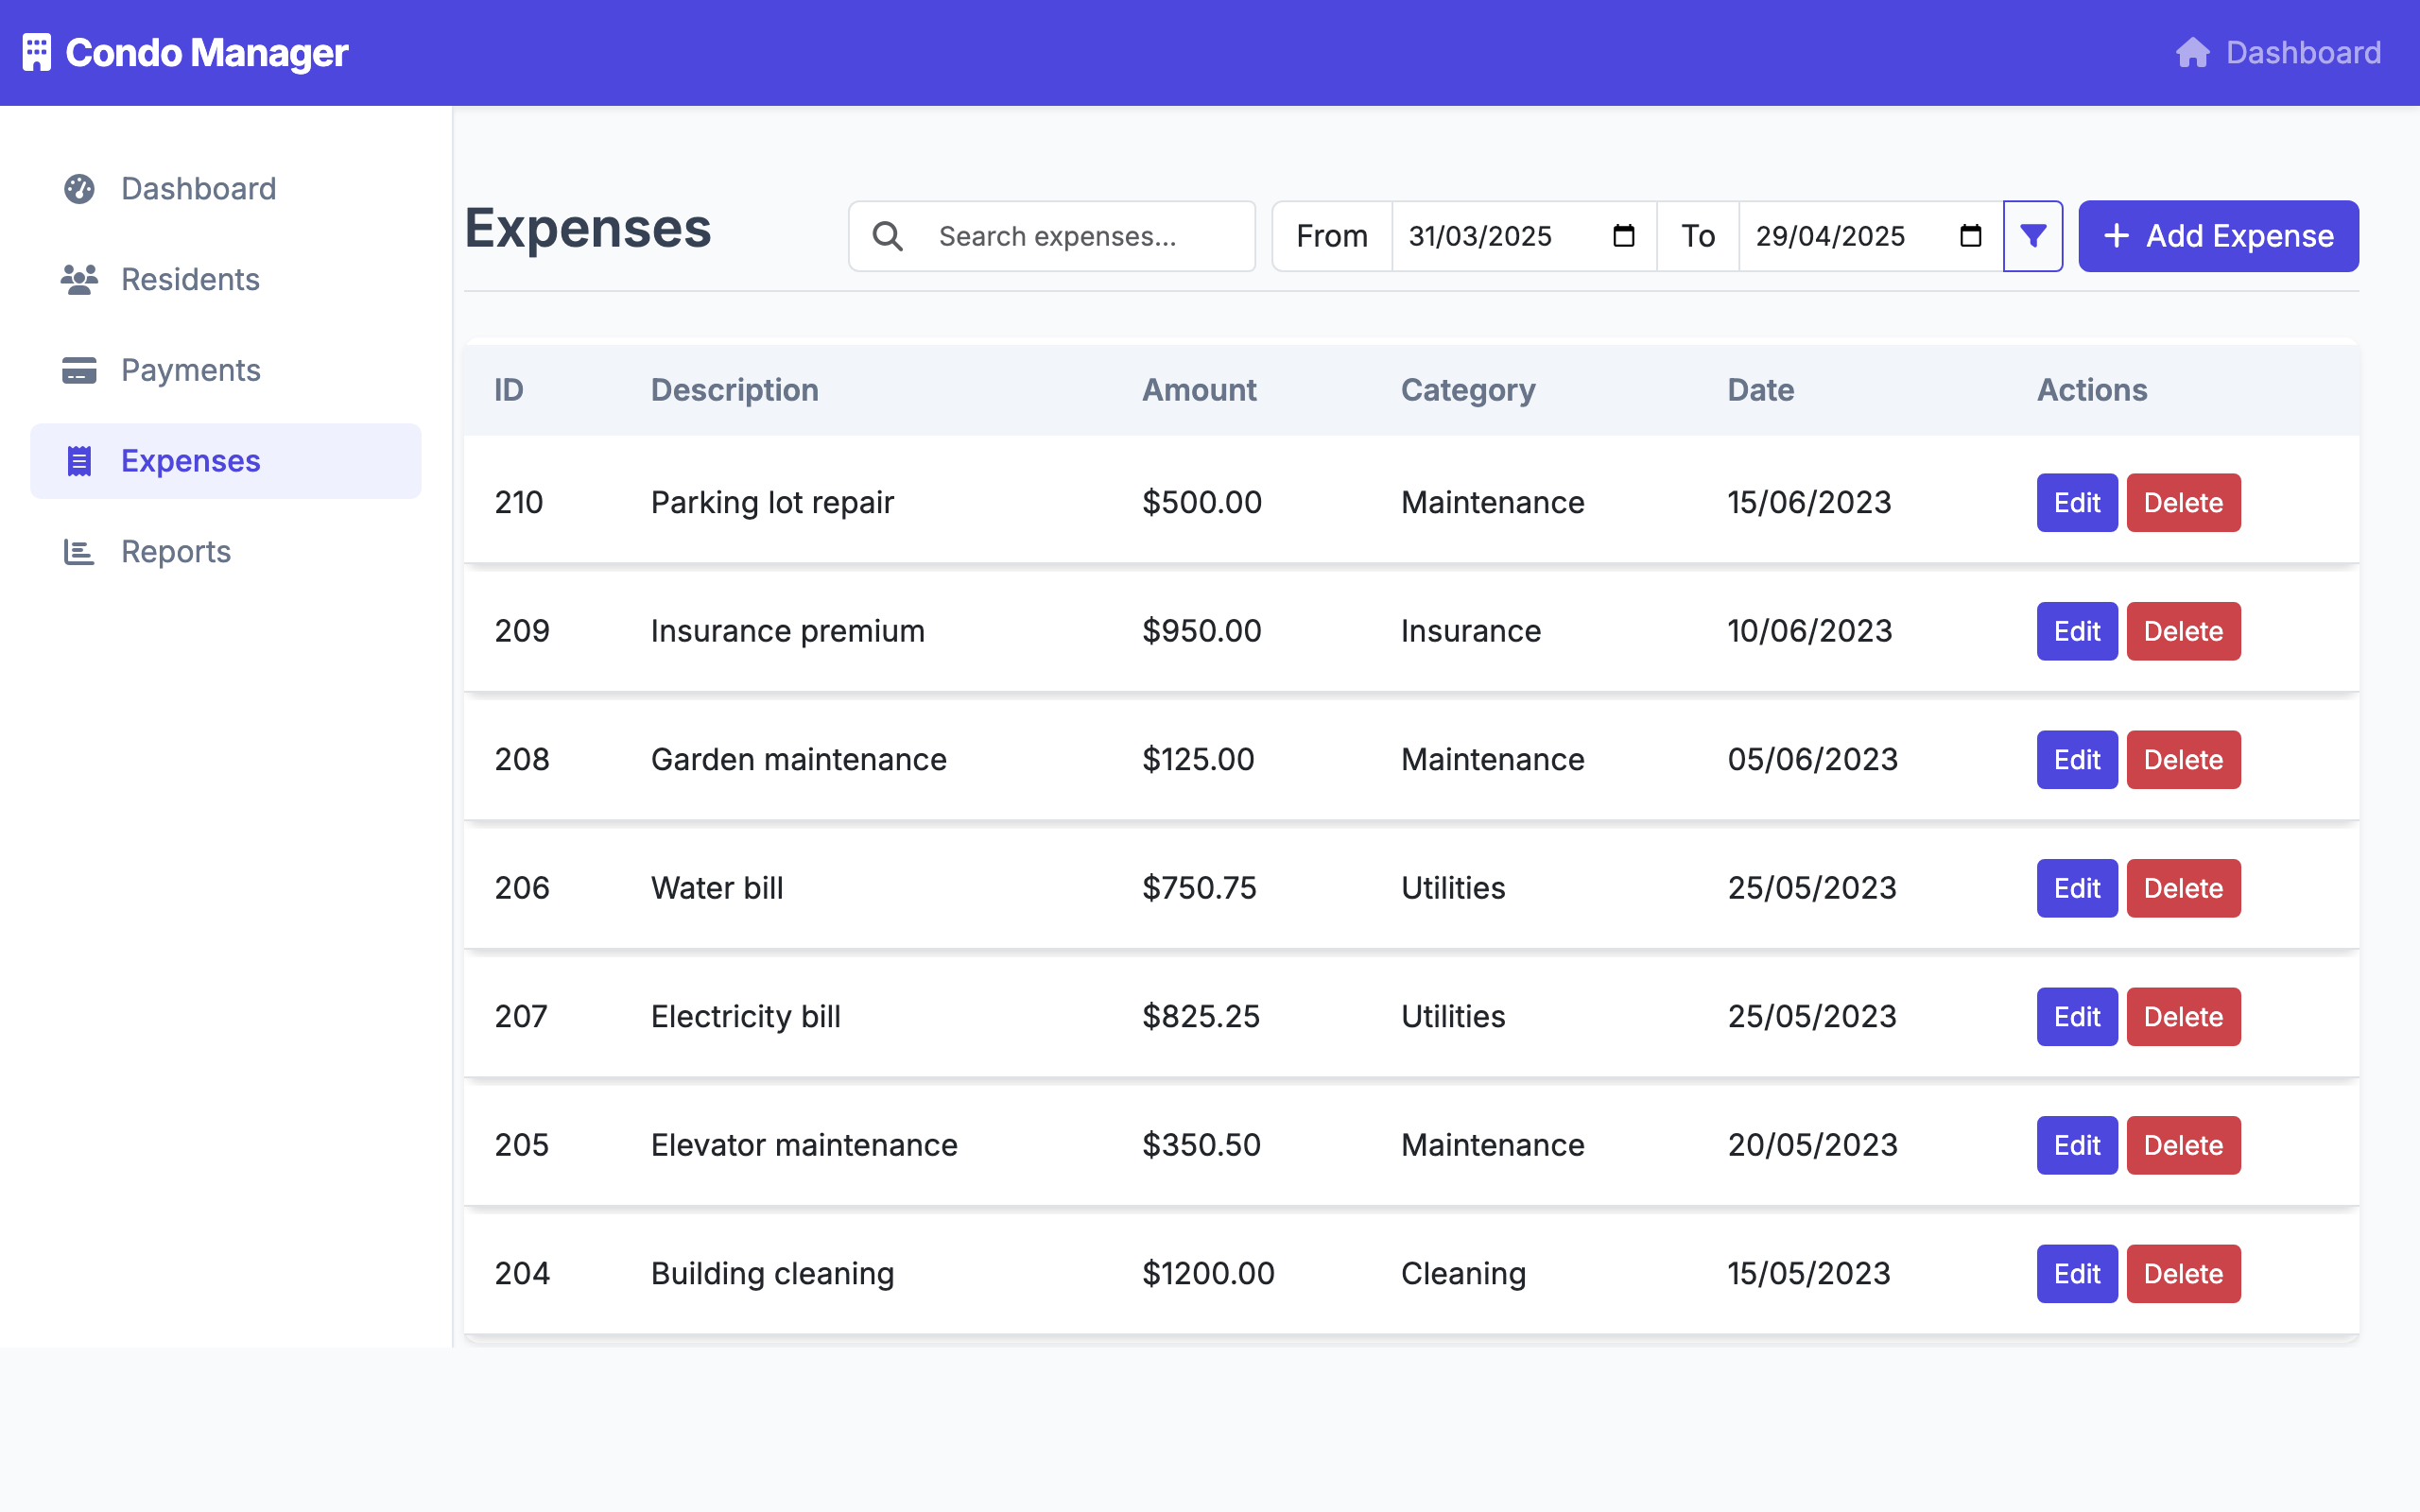 Condo Manager
Dashboard
Dashboard
Residents
Payments
Expenses
Reports
Expenses
Search expenses...
From 31/03/2025 To 29/04/2025
Add Expense
ID Description Amount Category Date Actions
210 Parking lot repair $500.00 Maintenance 15/06/2023 Edit Delete
209 Insurance premium $950.00 Insurance 10/06/2023 Edit Delete
208 Garden maintenance $125.00 Maintenance 05/06/2023 Edit Delete
206 Water bill $750.75 Utilities 25/05/2023 Edit Delete
207 Electricity bill $825.25 Utilities 25/05/2023 Edit Delete
205 Elevator maintenance $350.50 Maintenance 20/05/2023 Edit Delete
204 Building cleaning $1200.00 Cleaning 15/05/2023 Edit Delete